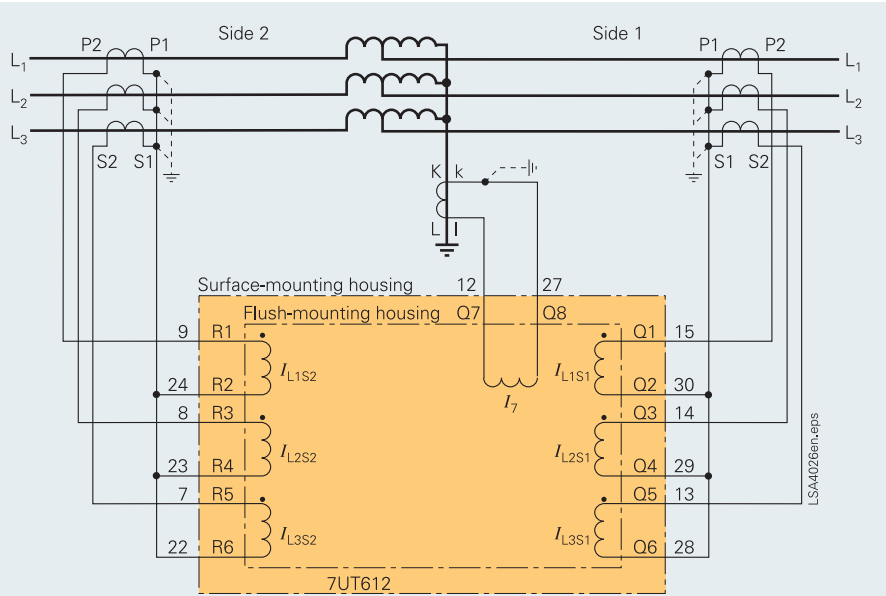 Side 2 Side 1
P2 P1 P1 P2
L1 L1
L2 L2
L3 L3
S2 S1 S1 S2
K k
L l
Surface-mounting housing 12 27
Flush-mounting housing Q7 Q8
9 R1 Q1 15
IL1S2 IL1S1
I7
24 R2 Q2 30
8 R3 Q3 14
IL2S2 IL2S1
23 R4 Q4 29
7 R5 Q5 13
IL3S2 IL3S1
22 R6 Q6 28
7UT612
LSA4026en.eps